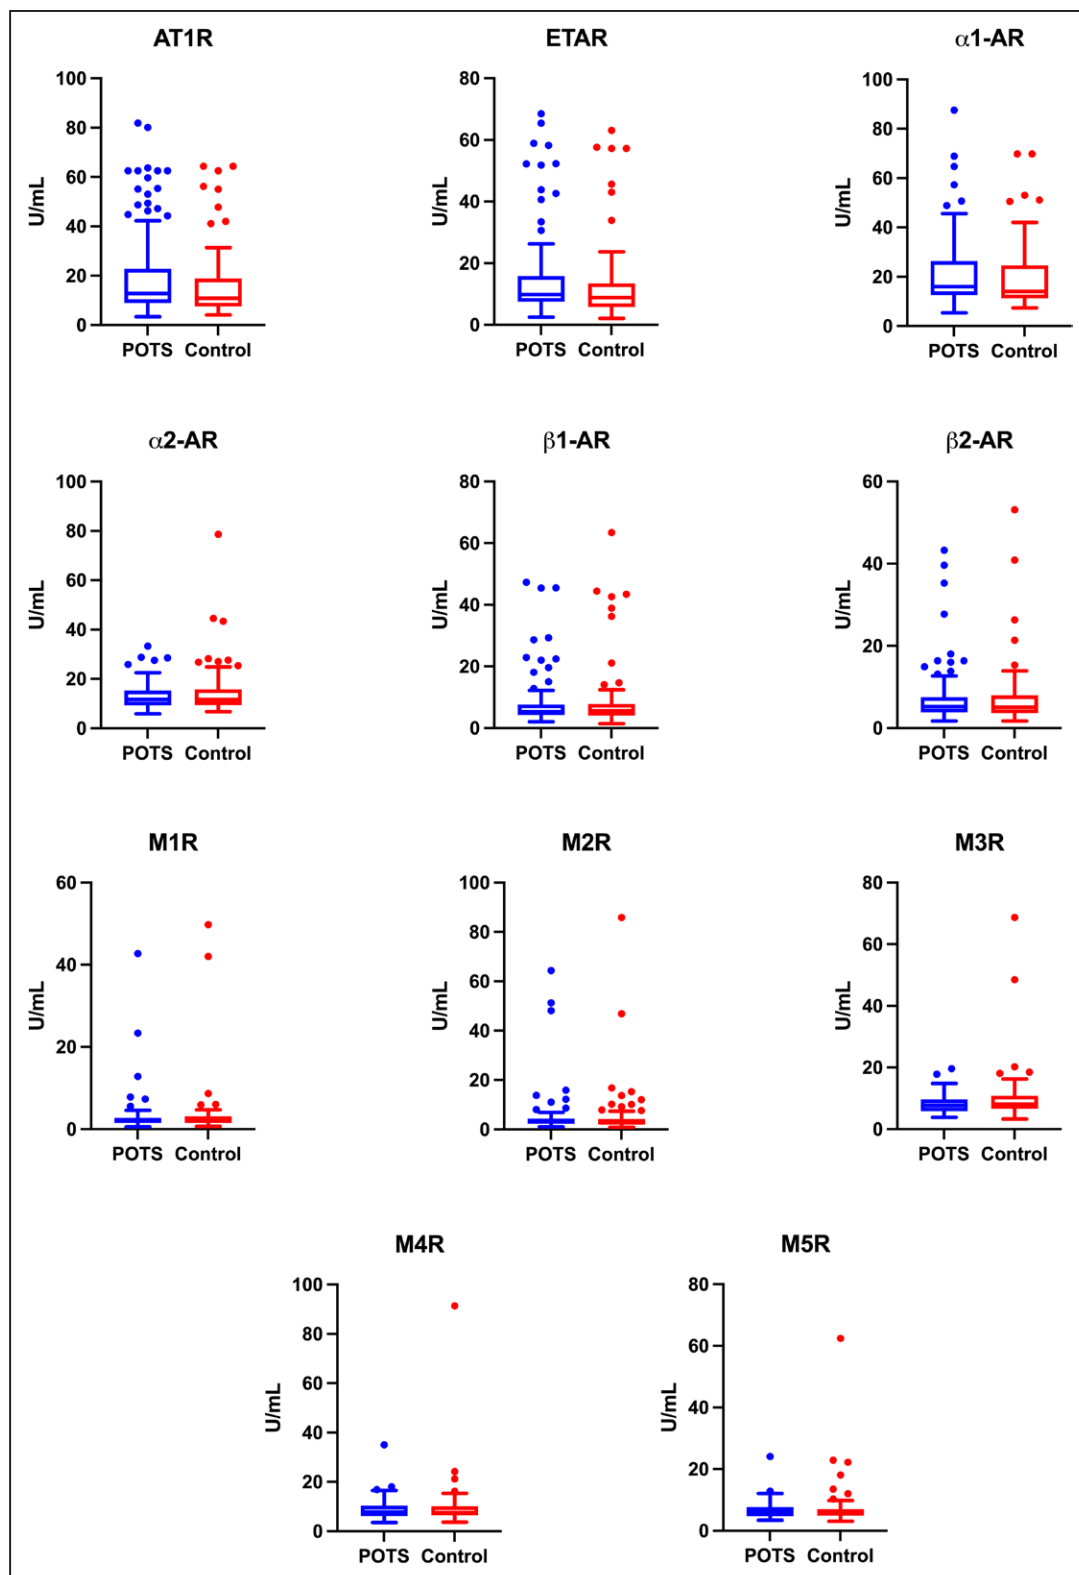 AT1R
ETAR
α1-AR
100
80
60
40
20
0
U/mL
POTS Control
80
60
40
20
0
U/mL
POTS Control
100
80
60
40
20
0
U/mL
POTS Control
α2-AR
β1-AR
β2-AR
100
80
60
40
20
0
U/mL
POTS Control
80
60
40
20
0
U/mL
POTS Control
60
40
20
0
U/mL
POTS Control
M1R
M2R
M3R
60
40
20
0
U/mL
POTS Control
100
80
60
40
20
0
U/mL
POTS Control
80
60
40
20
0
U/mL
POTS Control
M4R
M5R
100
80
60
40
20
0
U/mL
POTS Control
80
60
40
20
0
U/mL
POTS Control